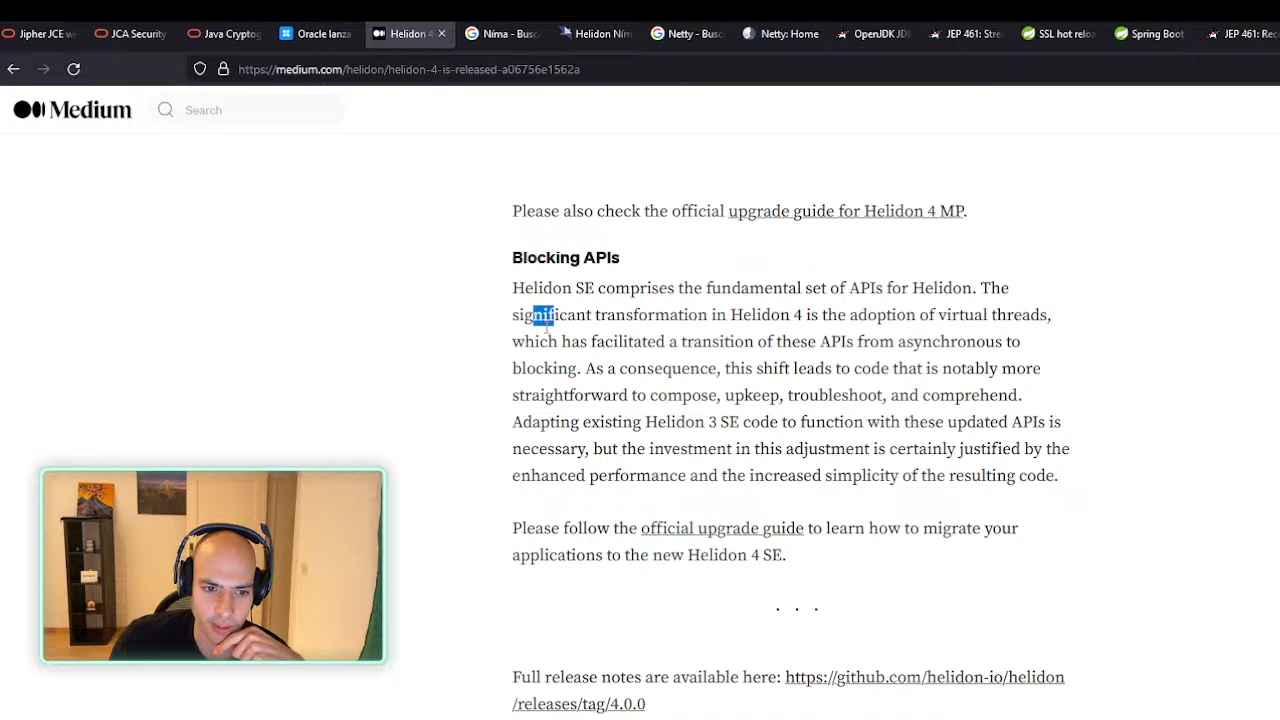 Jipher JCE w
JCA Security
Java Cryptog
Oracle lanza
Helidon 4
Níma - Busc
Helidon Ním
Netty - Busc
Netty: Home
OpenJDK JDK
JEP 461: Stre
SSL hot relo
Spring Boot
JEP 461: Rec
https://medium.com/helidon/helidon-4-is-released-a06756e1562a
Medium
Search
Please also check the official upgrade guide for Helidon 4 MP.
Blocking APIs
Helidon SE comprises the fundamental set of APIs for Helidon. The
significant transformation in Helidon 4 is the adoption of virtual threads,
which has facilitated a transition of these APIs from asynchronous to
blocking. As a consequence, this shift leads to code that is notably more
straightforward to compose, upkeep, troubleshoot, and comprehend.
Adapting existing Helidon 3 SE code to function with these updated APIs is
necessary, but the investment in this adjustment is certainly justified by the
enhanced performance and the increased simplicity of the resulting code.
Please follow the official upgrade guide to learn how to migrate your
applications to the new Helidon 4 SE.
. . .
Full release notes are available here: https://github.com/helidon-io/helidon
/releases/tag/4.0.0